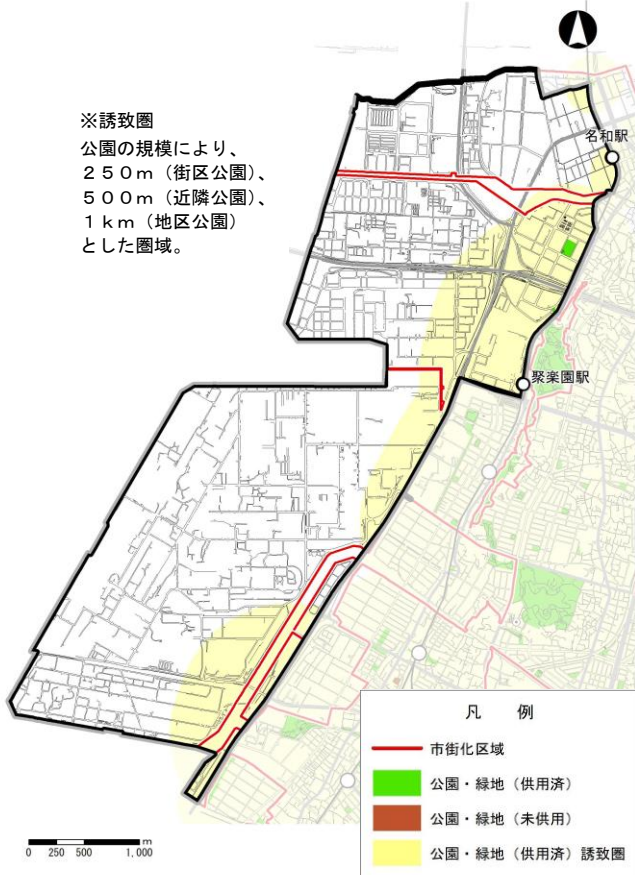 ※誘致圏
公園の規模により、
250m（街区公園）、
500m（近隣公園）、
1km（地区公園）
とした圏域。
名和駅
聚楽園駅
凡　例
市街化区域
公園・緑地（供用済）
公園・緑地（未供用）
公園・緑地（供用済）誘致圏
m
0 250 500 1,000